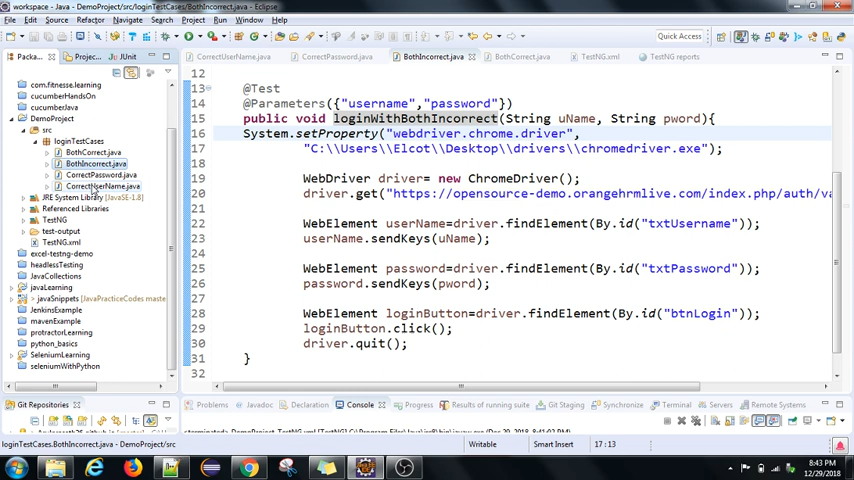 workspace - Java - DemoProject/src/loginTestCases/BothIncorrect.java - Eclipse
File Edit Source Refactor Navigate Search Project Run Window Help
Quick Access
Packa... Projec... JUnit
CorrectUserName.java CorrectPassword.java BothIncorrect.java BothCorrect.java TestNG.xml TestNG reports
com.fitnesse.learning
cucumberHandsOn
cucumberJava
DemoProject
src
loginTestCases
BothCorrect.java
BothIncorrect.java
CorrectPassword.java
CorrectUserName.java
JRE System Library [JavaSE-1.8]
Referenced Libraries
TestNG
test-output
TestNG.xml
excel-testng-demo
headlessTesting
JavaCollections
javaLearning
javaSnippets [JavaPracticeCodes maste
JenkinsExample
mavenExample
protractorLearning
python_basics
SeleniumLearning
seleniumWithPython
12
13 @Test
14 @Parameters({"username","password"})
15 public void loginWithBothIncorrect(String uName, String pword){
16 System.setProperty("webdriver.chrome.driver",
17 "C:\\Users\\Elcot\\Desktop\\drivers\\chromedriver.exe");
18
19 WebDriver driver= new ChromeDriver();
20 driver.get("https://opensource-demo.orangehrmlive.com/index.php/auth/va
21
22 WebElement userName=driver.findElement(By.id("txtUsername"));
23 userName.sendKeys(uName);
24
25 WebElement password=driver.findElement(By.id("txtPassword"));
26 password.sendKeys(pword);
27
28 WebElement loginButton=driver.findElement(By.id("btnLogin"));
29 loginButton.click();
30 driver.quit();
31 }
32
Git Repositories
Problems Javadoc Declaration Console Progress Results of running suite Git Staging Synchronize Terminal Servers Remote Systems
loginTestCases.BothIncorrect.java - DemoProject/src
Writable Smart Insert 17 : 13
8:43 PM
12/29/2018